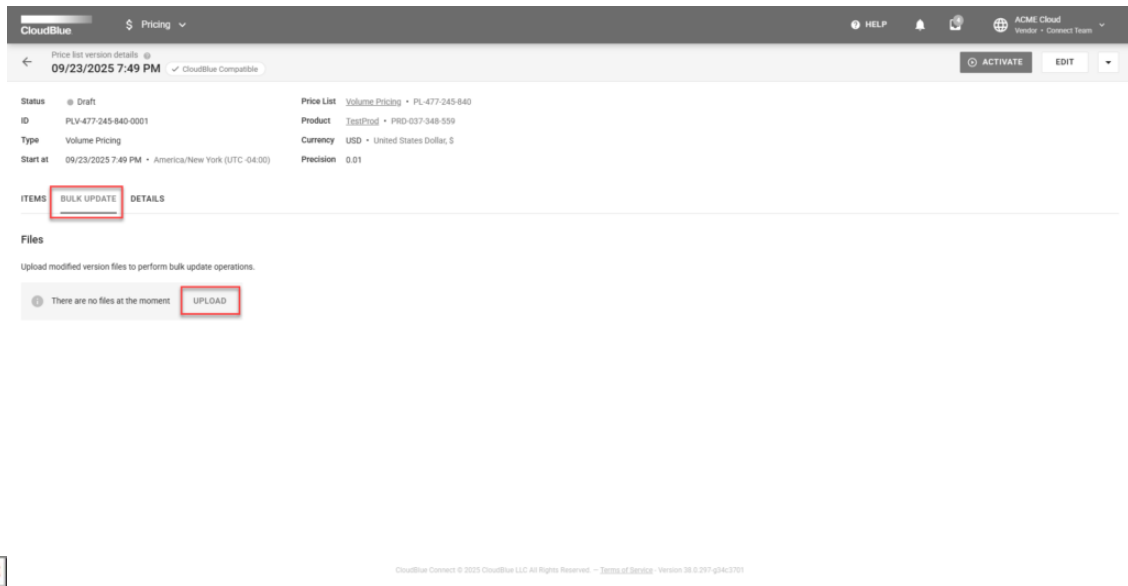 CloudBlue
$ Pricing
HELP
ACME Cloud
Vendor • Connect Team
Price list version details
09/23/2025 7:49 PM
CloudBlue Compatible
ACTIVATE
EDIT
Status Draft
ID PLV-477-245-840-0001
Type Volume Pricing
Start at 09/23/2025 7:49 PM • America/New York (UTC -04:00)
Price List Volume Pricing • PL-477-245-840
Product TestProd • PRD-037-348-559
Currency USD • United States Dollar, $
Precision 0.01
ITEMS BULK UPDATE DETAILS
Files
Upload modified version files to perform bulk update operations.
There are no files at the moment UPLOAD
CloudBlue Connect © 2025 CloudBlue LLC All Rights Reserved. – Terms of Service - Version 38.0.297-g34c3701